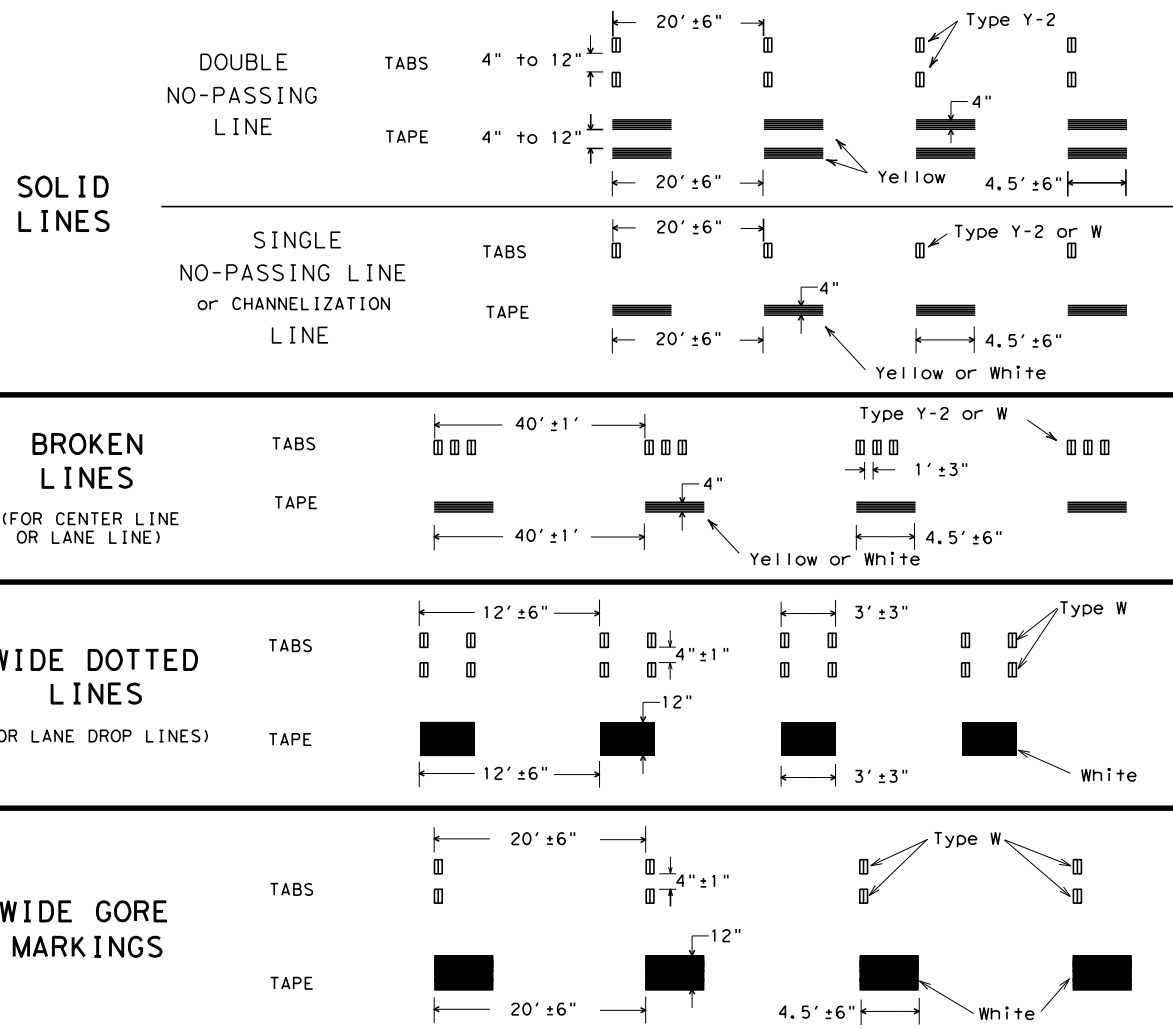 SOLID
LINES
DOUBLE
NO-PASSING
LINE
TABS
4" to 12"
20'±6"
Type Y-2
TAPE
4" to 12"
4"
20'±6"
Yellow
4.5'±6"
SINGLE
NO-PASSING LINE
or CHANNELIZATION
LINE
TABS
20'±6"
Type Y-2 or W
TAPE
4"
20'±6"
4.5'±6"
Yellow or White
BROKEN
LINES
(FOR CENTER LINE
OR LANE LINE)
TABS
40'±1'
Type Y-2 or W
1'±3"
TAPE
4"
40'±1'
4.5'±6"
Yellow or White
WIDE DOTTED
LINES
OR LANE DROP LINES)
TABS
12'±6"
3'±3"
Type W
4"±1"
TAPE
12"
12'±6"
3'±3"
White
WIDE GORE
MARKINGS
TABS
20'±6"
4"±1"
Type W
TAPE
12"
20'±6"
4.5'±6"
White